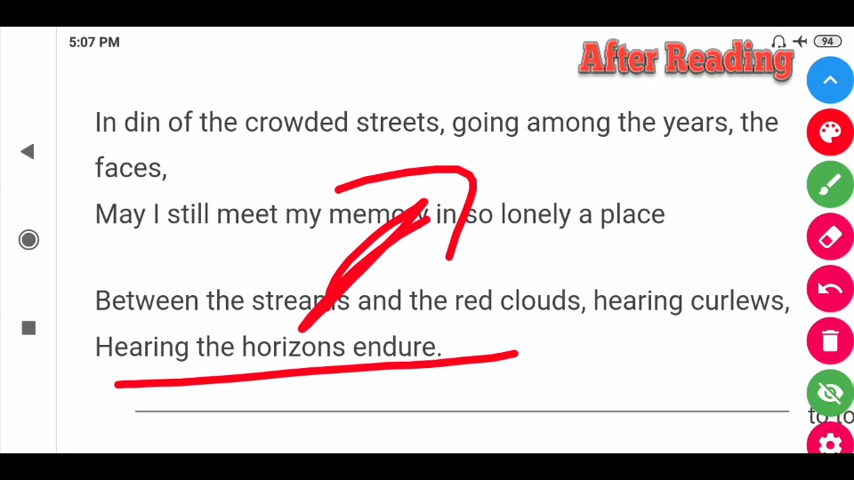 5:07 PM
94
After Reading
In din of the crowded streets, going among the years, the
faces,
May I still meet my memory in so lonely a place
Between the streams and the red clouds, hearing curlews,
Hearing the horizons endure.